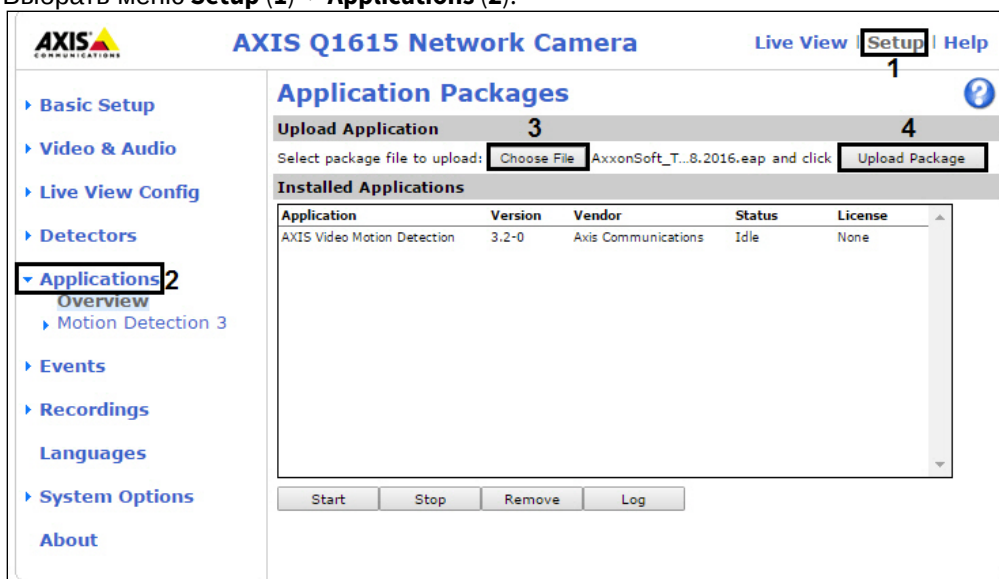 Выбрать меню Setup (1) → Applications (2).
AXIS COMMUNICATIONS
AXIS Q1615 Network Camera
Live View | Setup | Help
1
Basic Setup
Video & Audio
Live View Config
Detectors
Applications 2
Overview
Motion Detection 3
Events
Recordings
Languages
System Options
About
Application Packages
Upload Application
3
4
Select package file to upload: Choose File AxxonSoft_T...8.2016.eap and click Upload Package
Installed Applications
Application Version Vendor Status License
AXIS Video Motion Detection 3.2-0 Axis Communications Idle None
Start Stop Remove Log